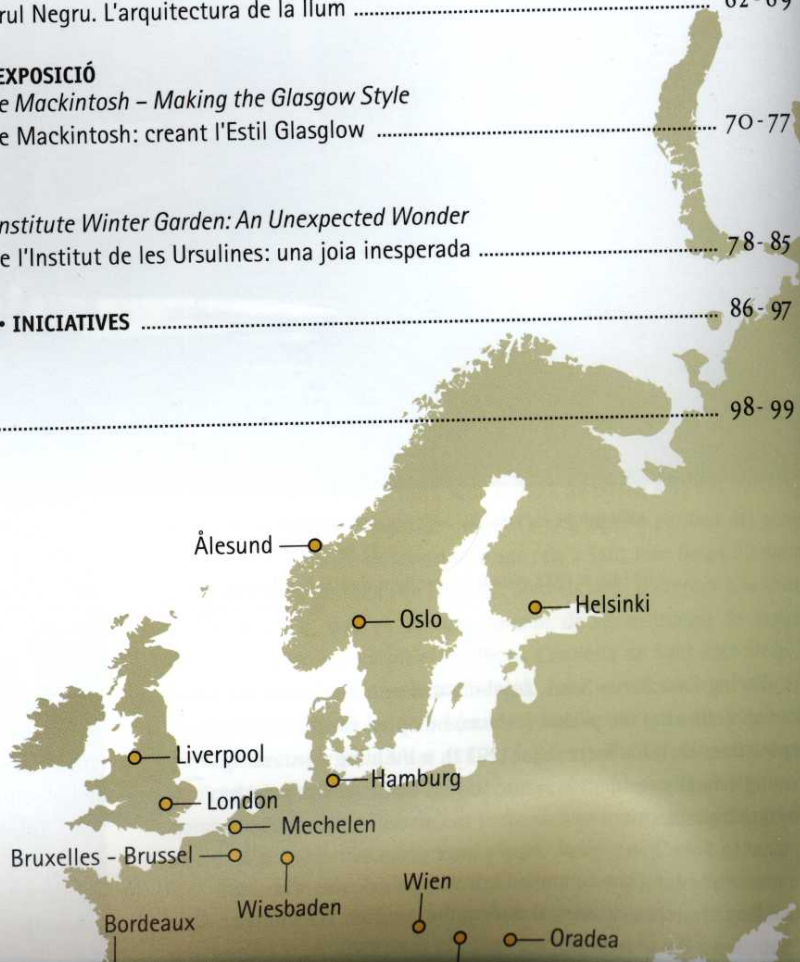 rul Negru. L'arquitectura de la llum ........ 62-69
EXPOSICIÓ
e Mackintosh – Making the Glasgow Style
e Mackintosh: creant l'Estil Glasglow ........ 70-77
nstitute Winter Garden: An Unexpected Wonder
e l'Institut de les Ursulines: una joia inesperada ........ 78-85
• INICIATIVES ........ 86-97
........ 98-99
Ålesund
Oslo
Helsinki
Liverpool
Hamburg
London
Mechelen
Bruxelles - Brussel
Wiesbaden
Wien
Bordeaux
Oradea